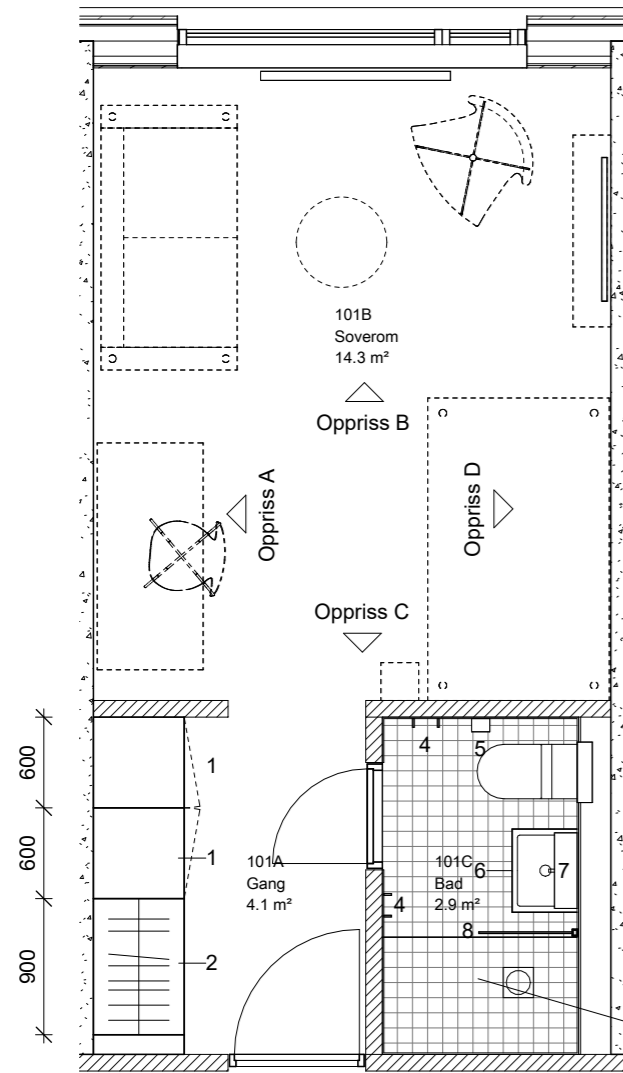 101B
Soverom
14.3 m²
Oppriss B
Oppriss A
Oppriss D
Oppriss C
600
1
4
5
600
1
101A
Gang
4.1 m²
6
101C
Bad
2.9 m²
7
4
8
900
2